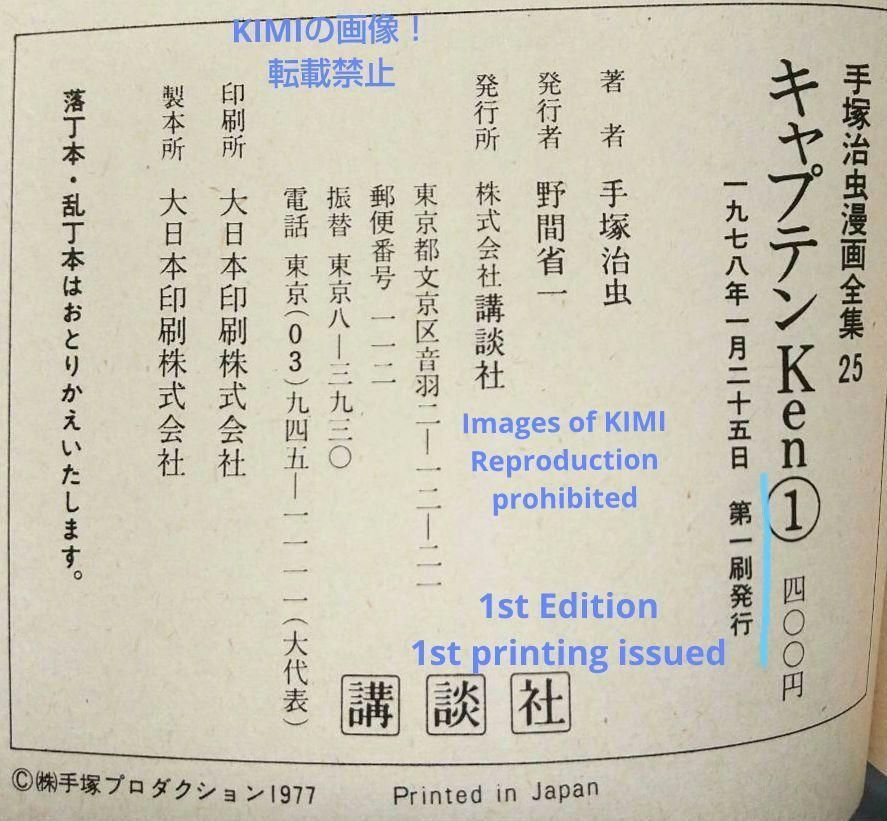 手塚治虫漫画全集 25
キャプテン Ken ① 四〇〇円
一九七八年一月二十五日 第一刷発行
著者 手塚治虫
発行者 野間省一
発行所 株式会社 講談社
東京都文京区音羽二―一二―二一
郵便番号 一一二
振替 東京八―三九三〇
電話 東京(03)九四五―一一一一(大代表)
印刷所 大日本印刷株式会社
製本所 大日本印刷株式会社
落丁本・乱丁本はおとりかえいたします。
講談社
©㈱手塚プロダクション1977
Printed in Japan
KIMIの画像!
転載禁止
Images of KIMI
Reproduction
prohibited
1st Edition
1st printing issued